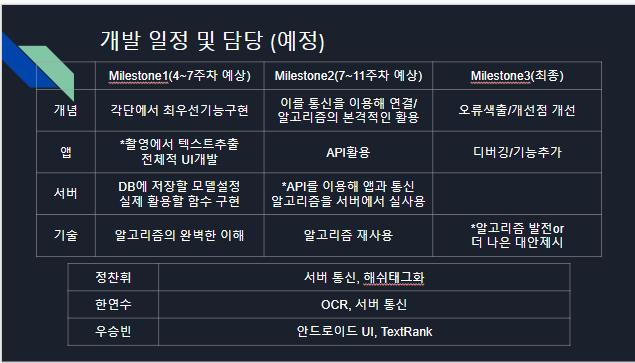 개발 일정 및 담당 (예정)
Milestone1(4~7주차 예상)
Milestone2(7~11주차 예상)
Milestone3(최종)
개념
각단에서 최우선기능구현
이를 통신을 이용해 연결/
알고리즘의 본격적인 활용
오류색출/개선점 개선
앱
*촬영에서 텍스트추출
전체적 UI개발
API활용
디버깅/기능추가
서버
DB에 저장할 모델설정
실제 활용할 함수 구현
*API를 이용해 앱과 통신
알고리즘을 서버에서 실사용
기술
알고리즘의 완벽한 이해
알고리즘 재사용
*알고리즘 발전or
더 나은 대안제시
정찬휘
서버 통신, 해쉬태그화
한연수
OCR, 서버 통신
우승빈
안드로이드 UI, TextRank